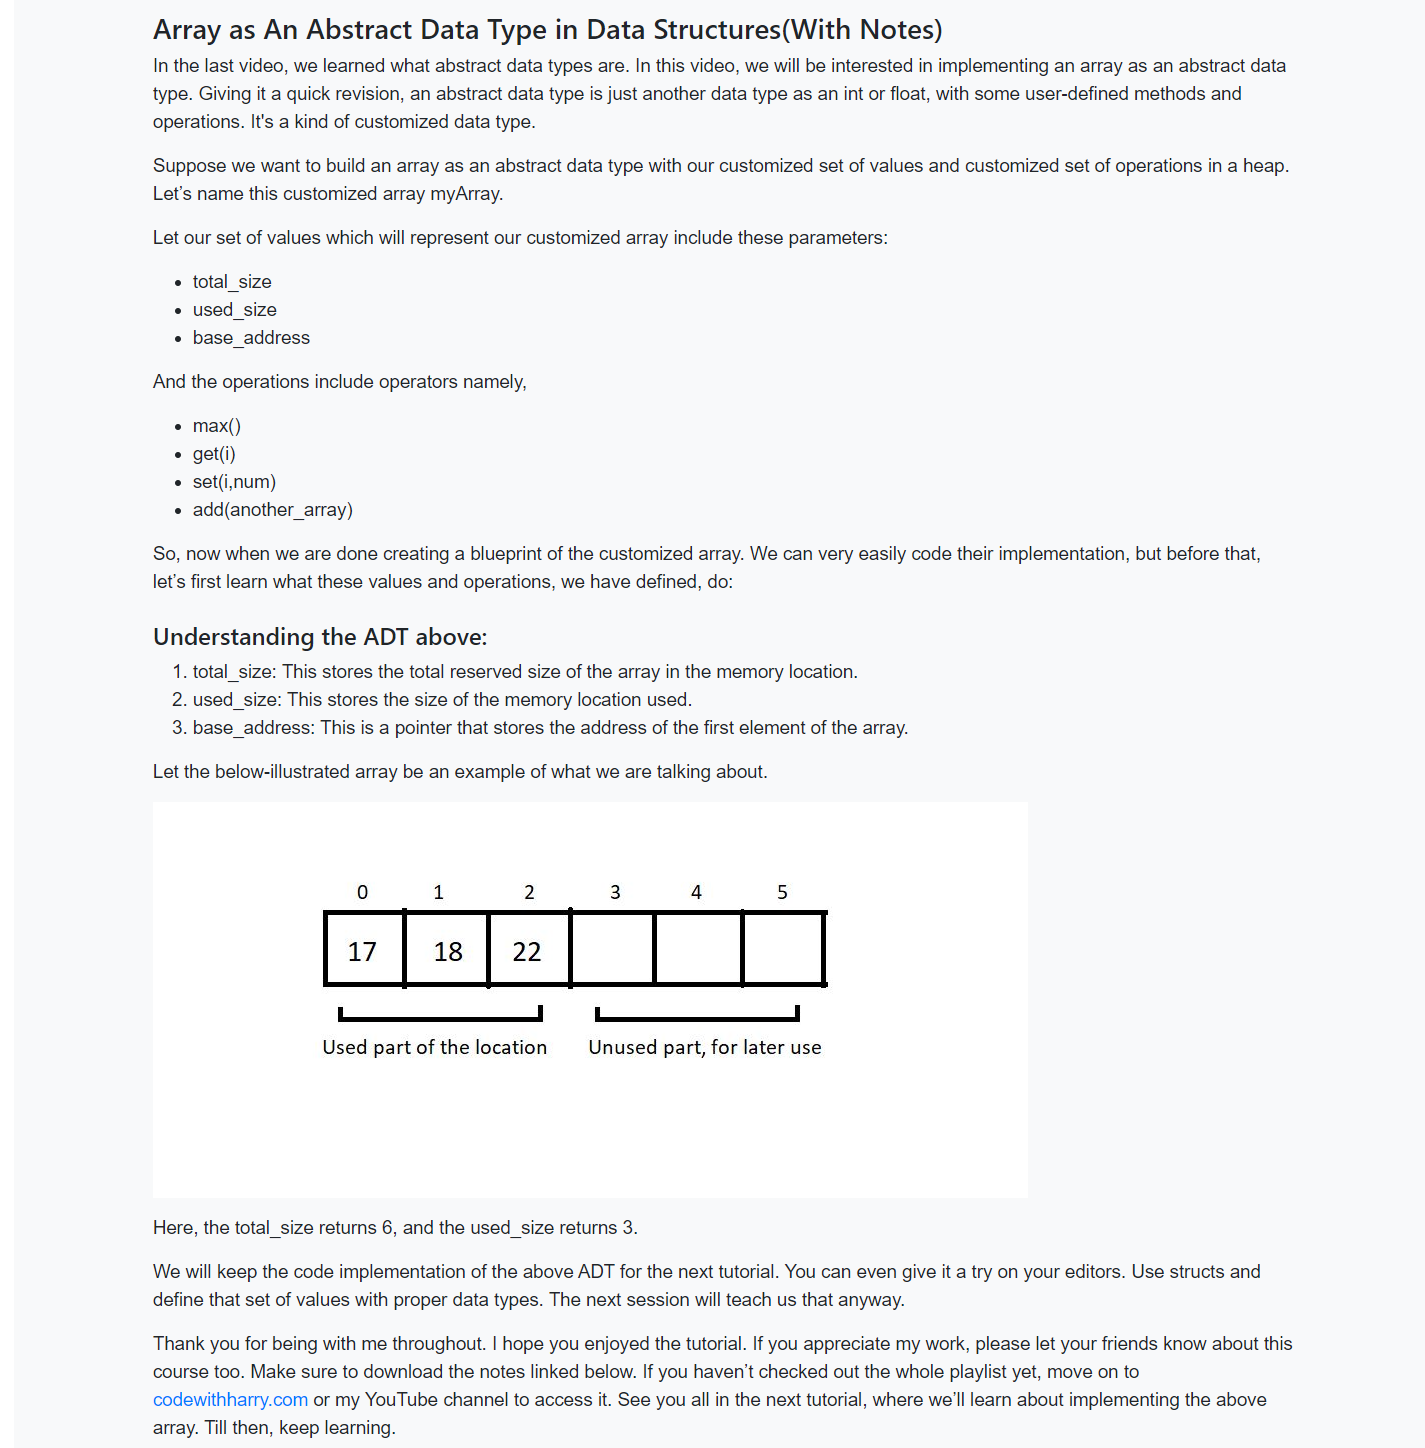 Array as An Abstract Data Type in Data Structures(With Notes)
In the last video, we learned what abstract data types are. In this video, we will be interested in implementing an array as an abstract data
type. Giving it a quick revision, an abstract data type is just another data type as an int or float, with some user-defined methods and
operations. It's a kind of customized data type.
Suppose we want to build an array as an abstract data type with our customized set of values and customized set of operations in a heap.
Let’s name this customized array myArray.
Let our set of values which will represent our customized array include these parameters:
• total_size
• used_size
• base_address
And the operations include operators namely,
• max()
• get(i)
• set(i,num)
• add(another_array)
So, now when we are done creating a blueprint of the customized array. We can very easily code their implementation, but before that,
let’s first learn what these values and operations, we have defined, do:
Understanding the ADT above:
1. total_size: This stores the total reserved size of the array in the memory location.
2. used_size: This stores the size of the memory location used.
3. base_address: This is a pointer that stores the address of the first element of the array.
Let the below-illustrated array be an example of what we are talking about.
0 1 2 3 4 5
17 18 22
Used part of the location Unused part, for later use
Here, the total_size returns 6, and the used_size returns 3.
We will keep the code implementation of the above ADT for the next tutorial. You can even give it a try on your editors. Use structs and
define that set of values with proper data types. The next session will teach us that anyway.
Thank you for being with me throughout. I hope you enjoyed the tutorial. If you appreciate my work, please let your friends know about this
course too. Make sure to download the notes linked below. If you haven’t checked out the whole playlist yet, move on to
codewithharry.com or my YouTube channel to access it. See you all in the next tutorial, where we’ll learn about implementing the above
array. Till then, keep learning.